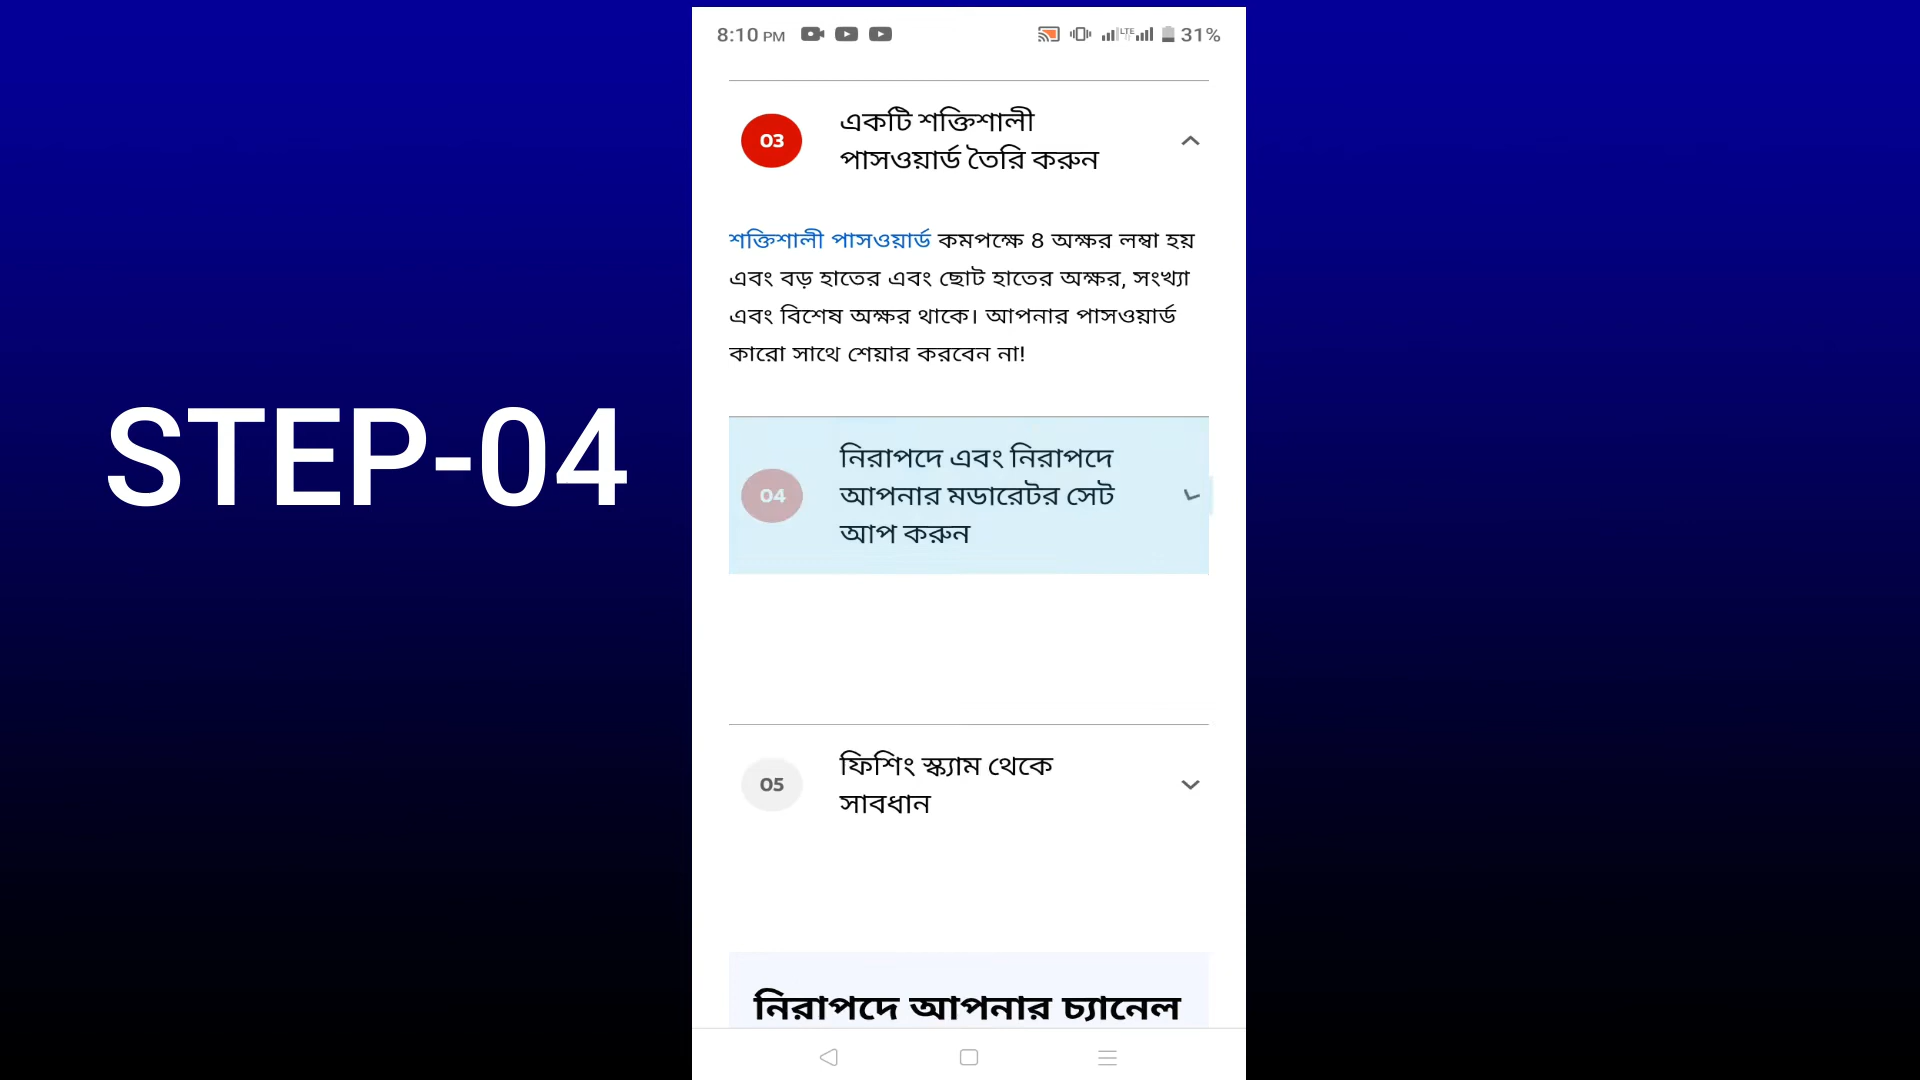 8:10 PM
LTE
31%
03
একটি শক্তিশালী
পাসওয়ার্ড তৈরি করুন
শক্তিশালী পাসওয়ার্ড কমপক্ষে 8 অক্ষর লম্বা হয়
এবং বড় হাতের এবং ছোট হাতের অক্ষর, সংখ্যা
এবং বিশেষ অক্ষর থাকে। আপনার পাসওয়ার্ড
কারো সাথে শেয়ার করবেন না!
STEP-04
04
নিরাপদে এবং নিরাপদে
আপনার মডারেটর সেট
আপ করুন
05
ফিশিং স্ক্যাম থেকে
সাবধান
নিরাপদে আপনার চ্যানেল